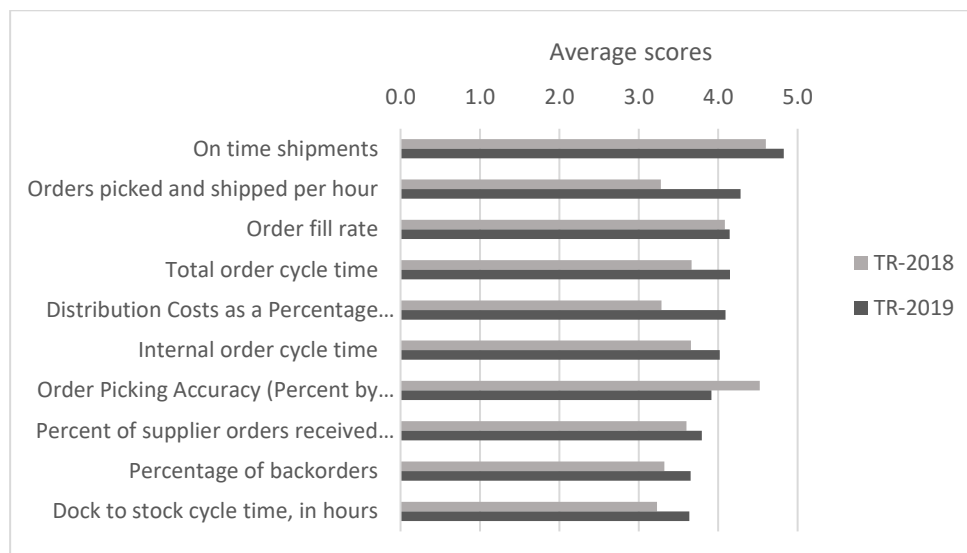 Average scores
0.0 1.0 2.0 3.0 4.0 5.0
On time shipments
Orders picked and shipped per hour
Order fill rate
Total order cycle time
Distribution Costs as a Percentage...
Internal order cycle time
Order Picking Accuracy (Percent by...
Percent of supplier orders received...
Percentage of backorders
Dock to stock cycle time, in hours
TR-2018
TR-2019